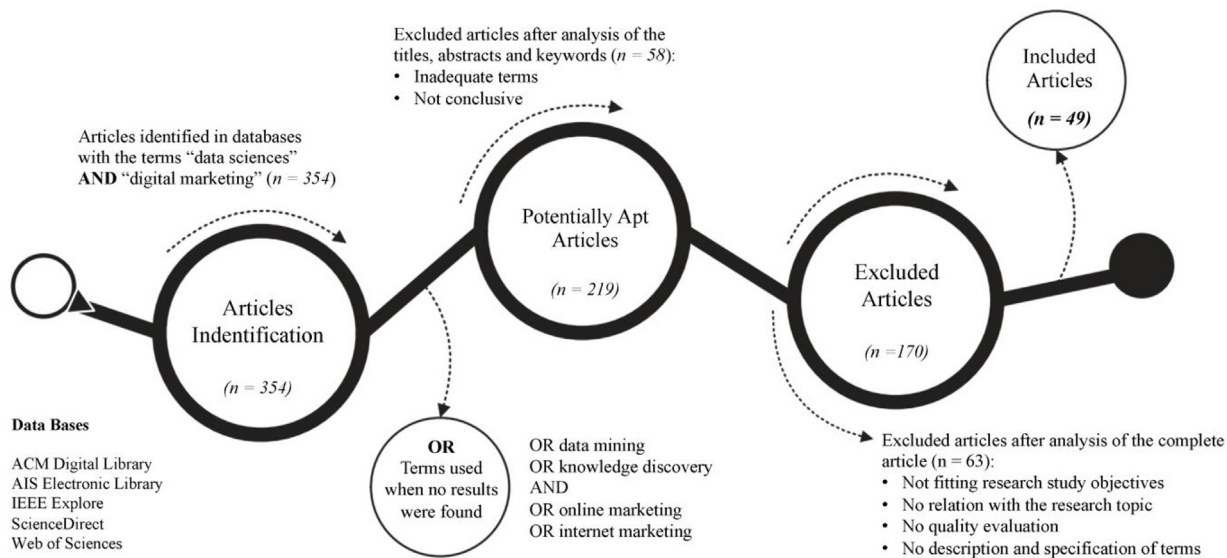 Articles identified in databases
with the terms “data sciences”
AND “digital marketing” (n = 354)
Articles
Indentification
(n = 354)
Data Bases
ACM Digital Library
AIS Electronic Library
IEEE Explore
ScienceDirect
Web of Sciences
OR
Terms used
when no results
were found
OR data mining
OR knowledge discovery
AND
OR online marketing
OR internet marketing
Excluded articles after analysis of the
titles, abstracts and keywords (n = 58):
• Inadequate terms
• Not conclusive
Potentially Apt
Articles
(n = 219)
Excluded
Articles
(n =170)
Excluded articles after analysis of the complete
article (n = 63):
• Not fitting research study objectives
• No relation with the research topic
• No quality evaluation
• No description and specification of terms
Included
Articles
(n = 49)